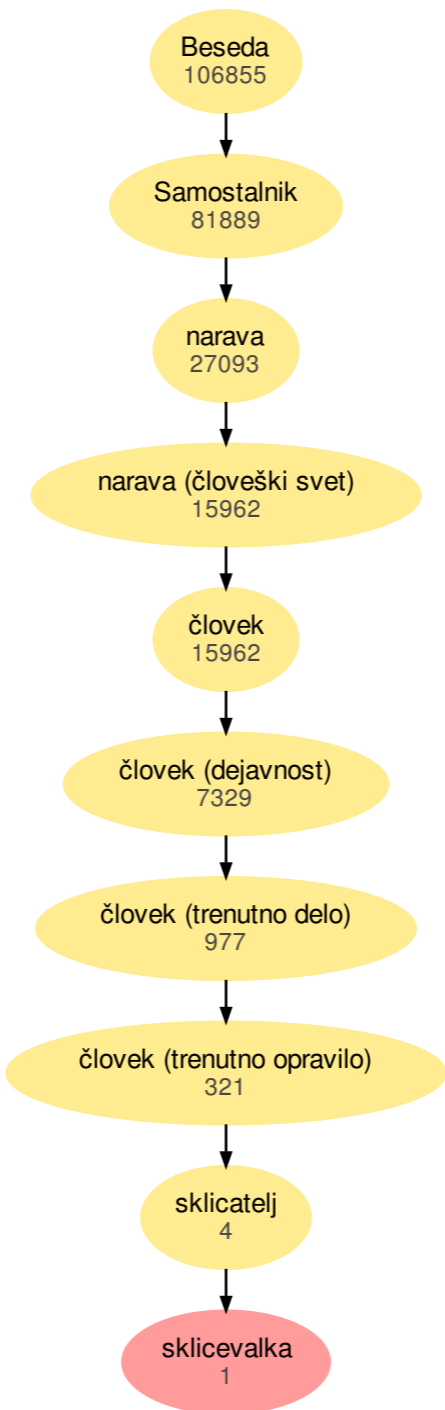 Beseda
106855
Samostalnik
81889
narava
27093
narava (človeški svet)
15962
človek
15962
človek (dejavnost)
7329
človek (trenutno delo)
977
človek (trenutno opravilo)
321
sklicatelj
4
sklicevalka
1